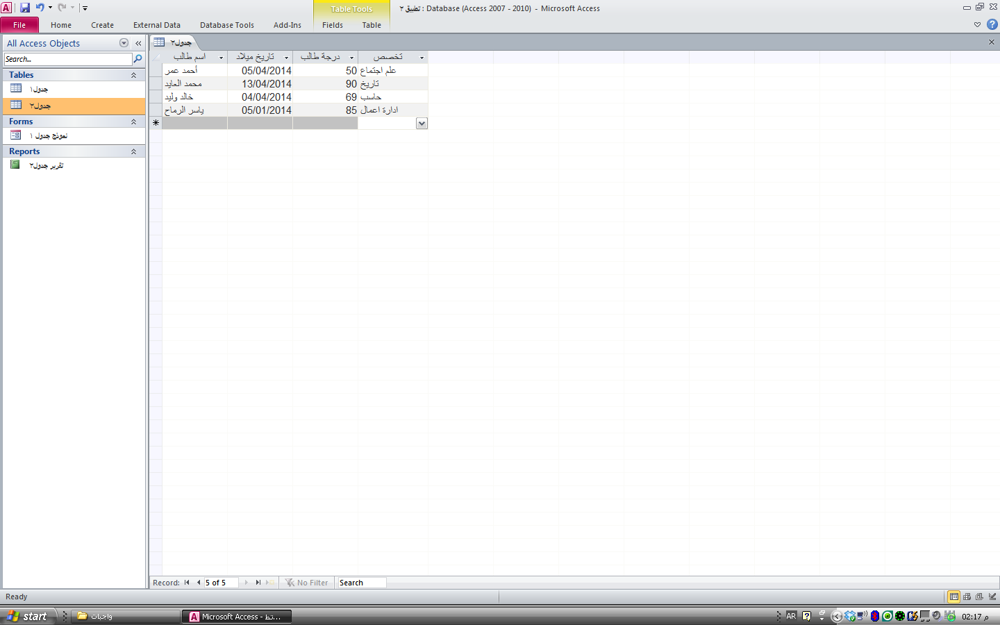 تطبيق ٢ : Database (Access 2007 - 2010) - Microsoft Access
Table Tools
File Home Create External Data Database Tools Add-Ins Fields Table
All Access Objects
Search...
Tables
جدول١
جدول٢
Forms
نموذج جدول ١
Reports
تقرير جدول٢
جدول٢
اسم طالب تاريخ ميلاد درجة طالب تخصص
أحمد عمر 05/04/2014 50 علم اجتماع
محمد العايد 13/04/2014 90 تاريخ
خالد وليد 04/04/2014 69 حاسب
ياسر الرماح 05/01/2014 85 ادارة اعمال
Record: 5 of 5 No Filter Search
Ready
start واجبات Microsoft Access - تط... AR 02:17 م